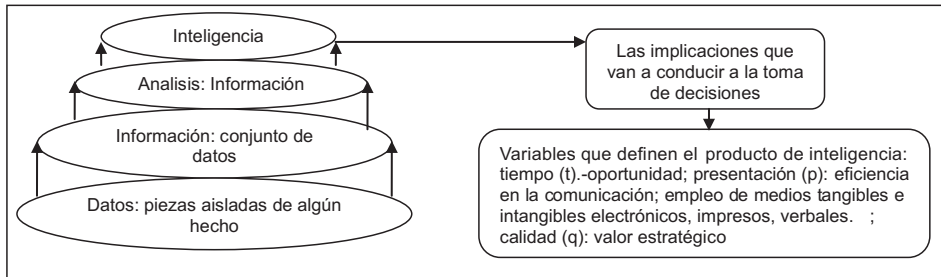 Inteligencia
Analisis: Información
Información: conjunto de
datos
Datos: piezas aisladas de algún
hecho
Las implicaciones que
van a conducir a la toma
de decisiones
Variables que definen el producto de inteligencia:
tiempo (t).-oportunidad; presentación (p): eficiencia
en la comunicación; empleo de medios tangibles e
intangibles electrónicos, impresos, verbales. ;
calidad (q): valor estratégico